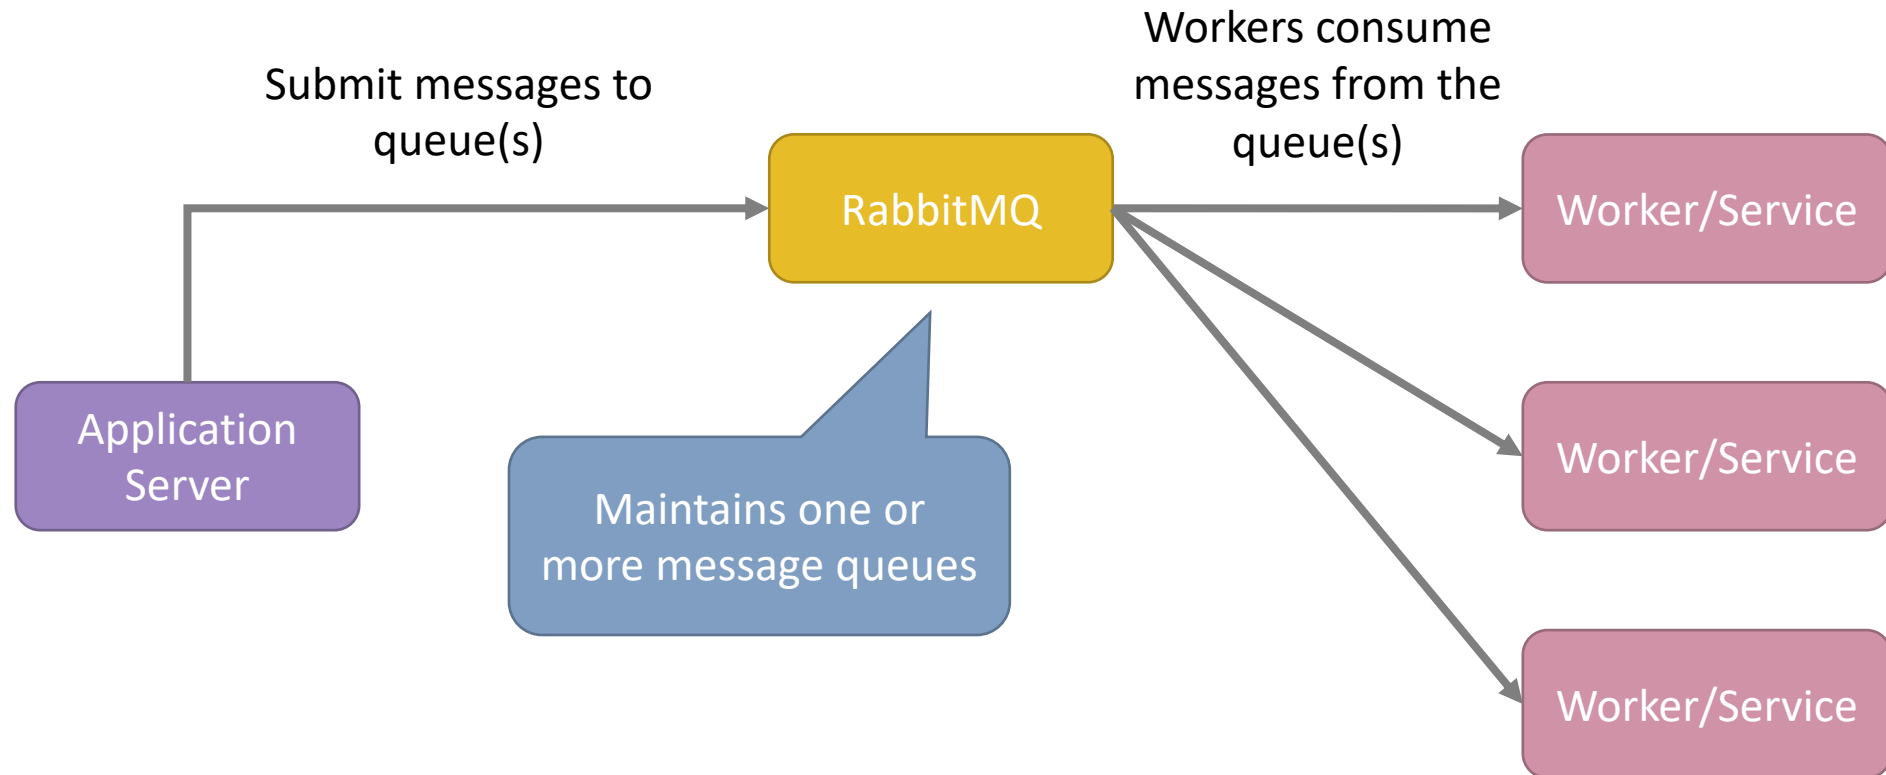 Submit messages to
queue(s)
Workers consume
messages from the
queue(s)
RabbitMQ
Worker/Service
Application
Server
Maintains one or
more message queues
Worker/Service
Worker/Service